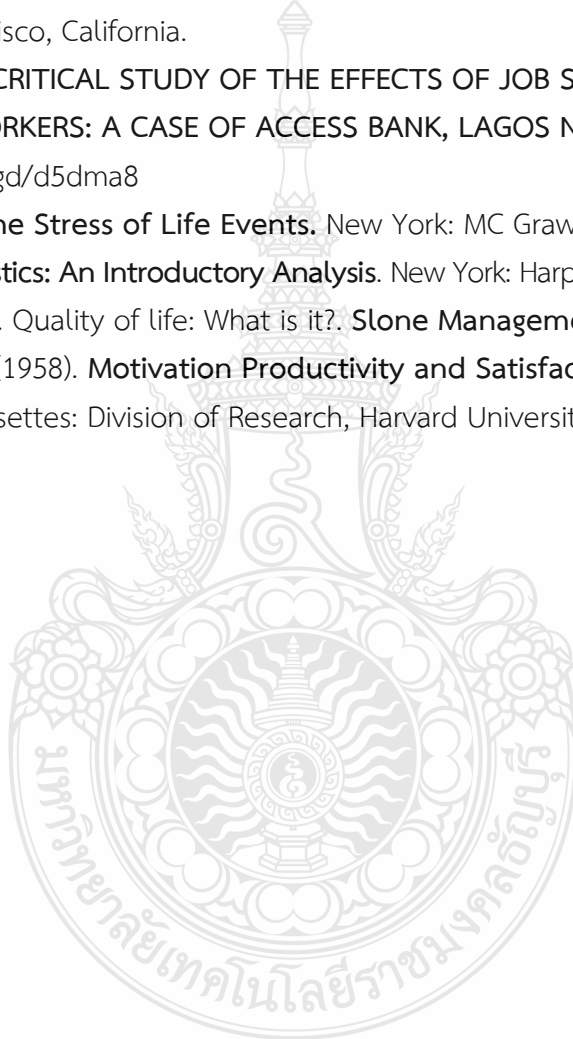 isco, California.
CRITICAL STUDY OF THE EFFECTS OF JOB S
ORKERS: A CASE OF ACCESS BANK, LAGOS N
gd/d5dma8
ne Stress of Life Events. New York: MC Graw
stics: An Introductory Analysis. New York: Harp
. Quality of life: What is it?. Slone Manageme
(1958). Motivation Productivity and Satisfac
settes: Division of Research, Harvard Universit
มหาวิทยาลัยเทคโนโลยีราชมงคลธัญบุรี